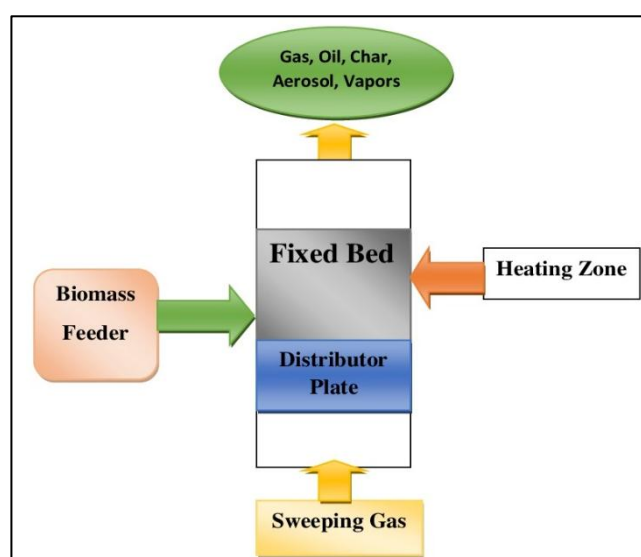 Gas, Oil, Char,
Aerosol, Vapors
Fixed Bed
Heating Zone
Biomass
Feeder
Distributor
Plate
Sweeping Gas